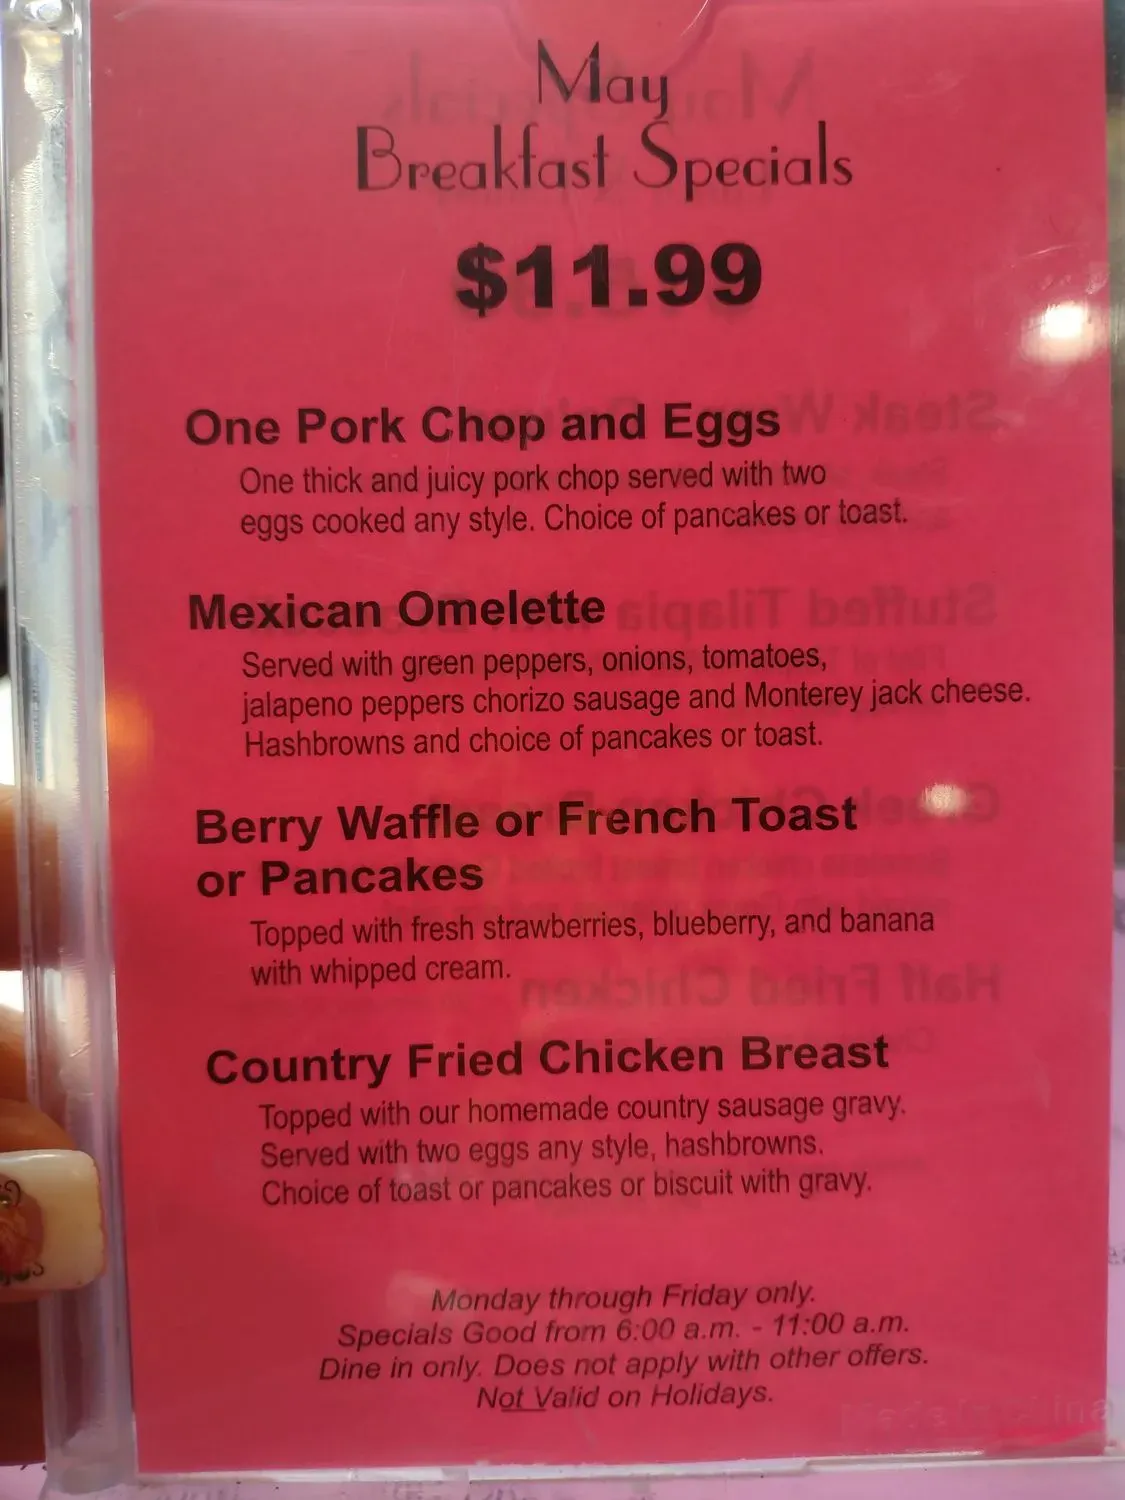 May
Breakfast Specials
$11.99
One Pork Chop and Eggs
One thick and juicy pork chop served with two
eggs cooked any style. Choice of pancakes or toast.
Mexican Omelette
Served with green peppers, onions, tomatoes,
jalapeno peppers chorizo sausage and Monterey jack cheese.
Hashbrowns and choice of pancakes or toast.
Berry Waffle or French Toast
or Pancakes
Topped with fresh strawberries, blueberry, and banana
with whipped cream.
Country Fried Chicken Breast
Topped with our homemade country sausage gravy.
Served with two eggs any style, hashbrowns.
Choice of toast or pancakes or biscuit with gravy.
Monday through Friday only.
Specials Good from 6:00 a.m. - 11:00 a.m.
Dine in only. Does not apply with other offers.
Not Valid on Holidays.